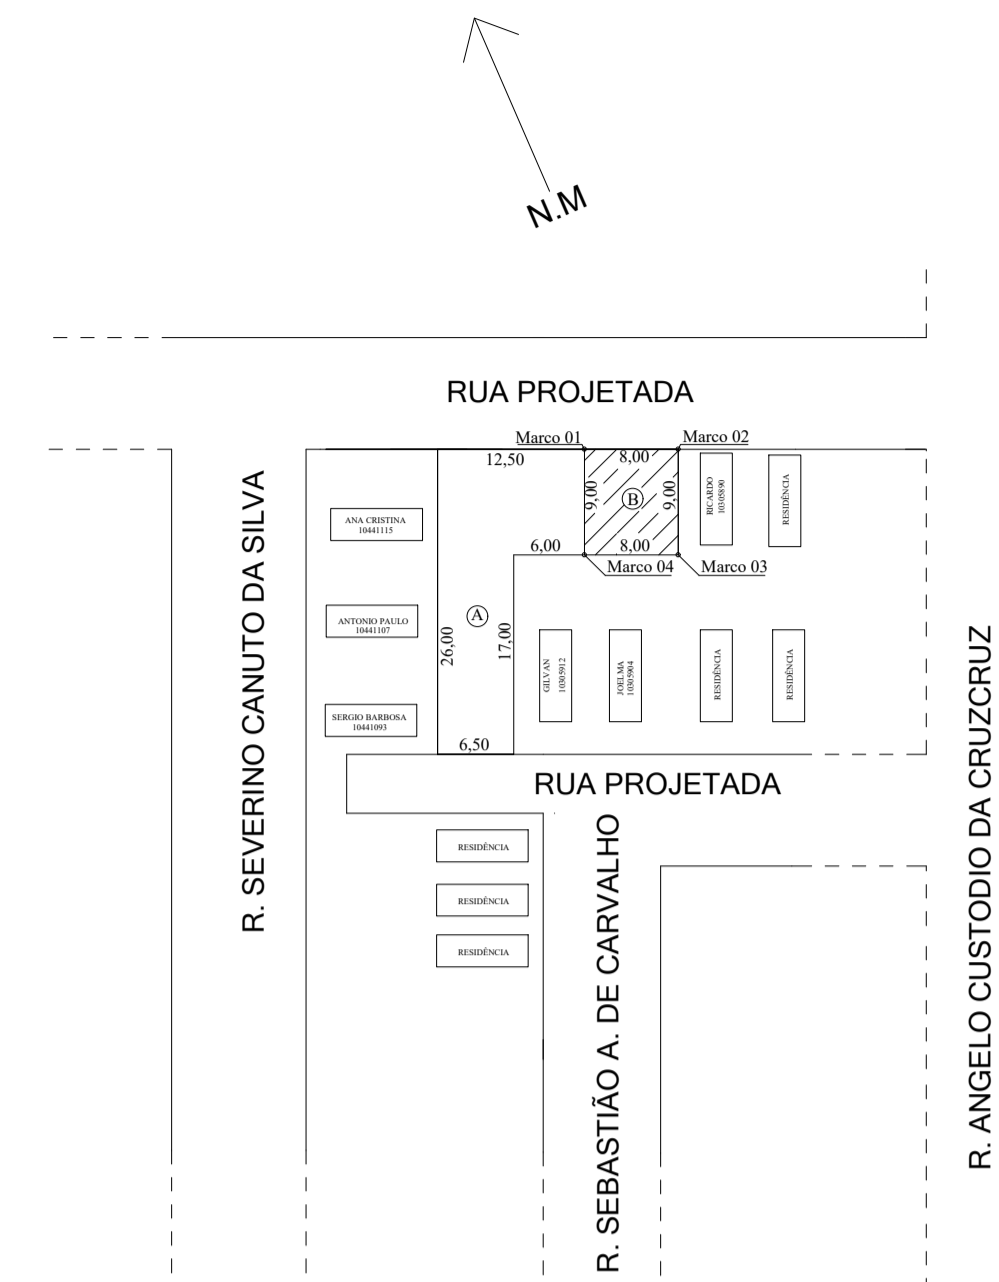 N.M
RUA PROJETADA
Marco 01
Marco 02
12,50
8,00
9,00
B
9,00
6,00
8,00
Marco 04
Marco 03
RICARDO
10305890
RESIDÊNCIA
ANA CRISTINA
10441115
ANTONIO PAULO
10441107
SERGIO BARBOSA
10441093
A
26,00
17,00
6,50
GILVAN
10305912
JOELMA
10305904
RESIDÊNCIA
RESIDÊNCIA
RUA PROJETADA
RESIDÊNCIA
RESIDÊNCIA
RESIDÊNCIA
R. SEVERINO CANUTO DA SILVA
R. SEBASTIÃO A. DE CARVALHO
R. ANGELO CUSTODIO DA CRUZCRUZ